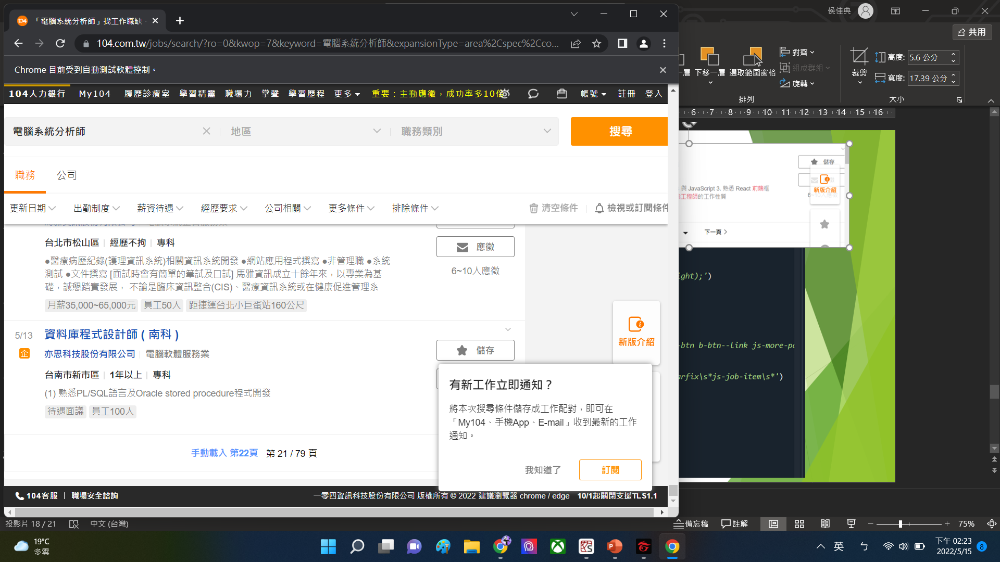 「電腦系統分析師」找工作職缺
104.com.tw/jobs/search/?ro=0&kwop=7&keyword=電腦系統分析師&expansionType=area%2Cspec%2Cco...
Chrome 目前受到自動測試軟體控制。
104人力銀行 My104 履歷診療室 學習精靈 職場力 掌聲 學習歷程 更多 重要：主動應徵，成功率多10倍 帳號 註冊 登入
電腦系統分析師 地區 職務類別 搜尋
職務 公司
更新日期 出勤制度 薪資待遇 經歷要求 公司相關 更多條件 排除條件 清空條件 檢視或訂閱條件
台北市松山區 經歷不拘 專科
應徵
●醫療病歷紀錄(護理資訊系統)相關資訊系統開發 ●網站應用程式撰寫 ●非管理職 ●系統
測試 ●文件撰寫 [面試時會有簡單的筆試及口試] 馬雅資訊成立十餘年來，以專業為基
礎，誠懇踏實發展， 不論是臨床資訊整合(CIS)、醫療資訊系統或在健康促進管理系
6~10人應徵
月薪35,000~65,000元 員工50人 距捷運台北小巨蛋站160公尺
5/13 資料庫程式設計師 ( 南科 )
企 亦思科技股份有限公司 電腦軟體服務業
儲存
台南市新市區 1年以上 專科
(1) 熟悉PL/SQL語言及Oracle stored procedure程式開發
待遇面議 員工100人
手動載入 第22頁 第 21 / 79 頁
新版介紹
有新工作立即通知？
將本次搜尋條件儲存成工作配對，即可在
「My104、手機App、E-mail」收到最新的工作
通知。
我知道了 訂閱
104客服 職場安全諮詢 一零四資訊科技股份有限公司 版權所有 © 2022 建議瀏覽器 chrome / edge 10/1起關閉支援TLS1.1
侯佳典
共用
層 下移一層 選取範圍窗格 對齊 組成群組 旋轉
排列
裁剪 高度: 5.6 公分
寬度: 17.39 公分
大小
6 7 8 9 10 11 12 13 14 15 16
儲存
與 JavaScript 3. 熟悉 React 前端框
工程師的工作性質
新版介紹
下一頁
ight);')
btn b-btn--link js-more-po
arfix\s*js-job-item\s*')
投影片 18 / 21 中文 (台灣) 備忘稿 註解 75%
19°C
多雲
英 ㄅ
下午 02:23
2022/5/15
8